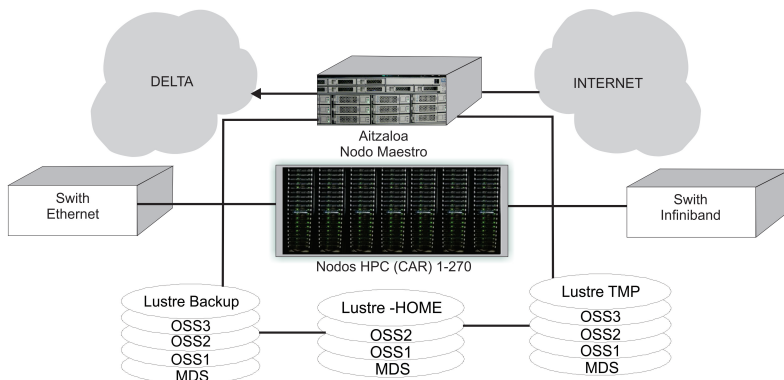 DELTA
INTERNET
Aitzaloa
Nodo Maestro
Swith
Ethernet
Swith
Infiniband
Nodos HPC (CAR) 1-270
Lustre Backup
OSS3
OSS2
OSS1
MDS
Lustre -HOME
OSS2
OSS1
MDS
Lustre TMP
OSS3
OSS2
OSS1
MDS